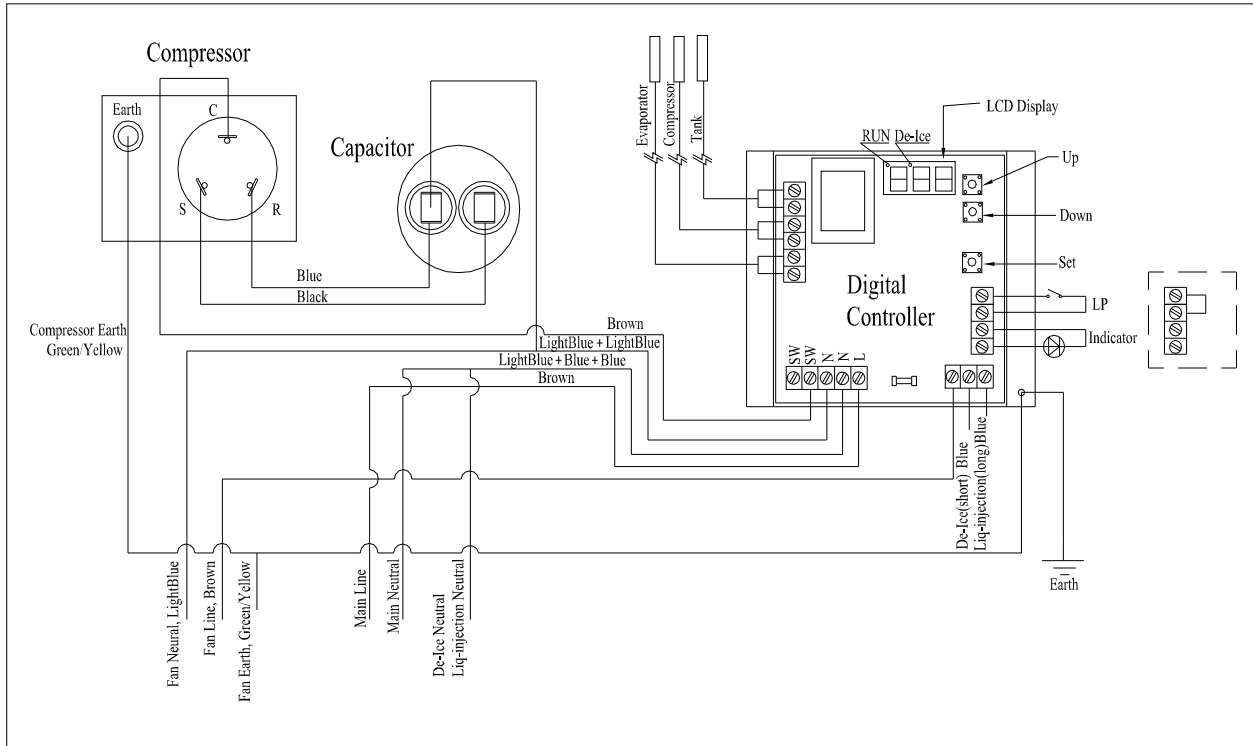 Compressor
Earth
C
S
R
Capacitor
Blue
Black
Compressor Earth
Green/Yellow
Brown
LightBlue + LightBlue
LightBlue + Blue + Blue
Brown
Evaporator
Compressor
Tank
LCD Display
RUN De-Ice
Up
Down
Set
Digital
Controller
LP
Indicator
SW
SW
N
N
L
De-Ice(short) Blue
Liq-injection(long)Blue
Earth
Fan Neural, LightBlue
Fan Line, Brown
Fan Earth, Green/Yellow
Main Line
Main Neutral
De-Ice Neutral
Liq-injection Neutral